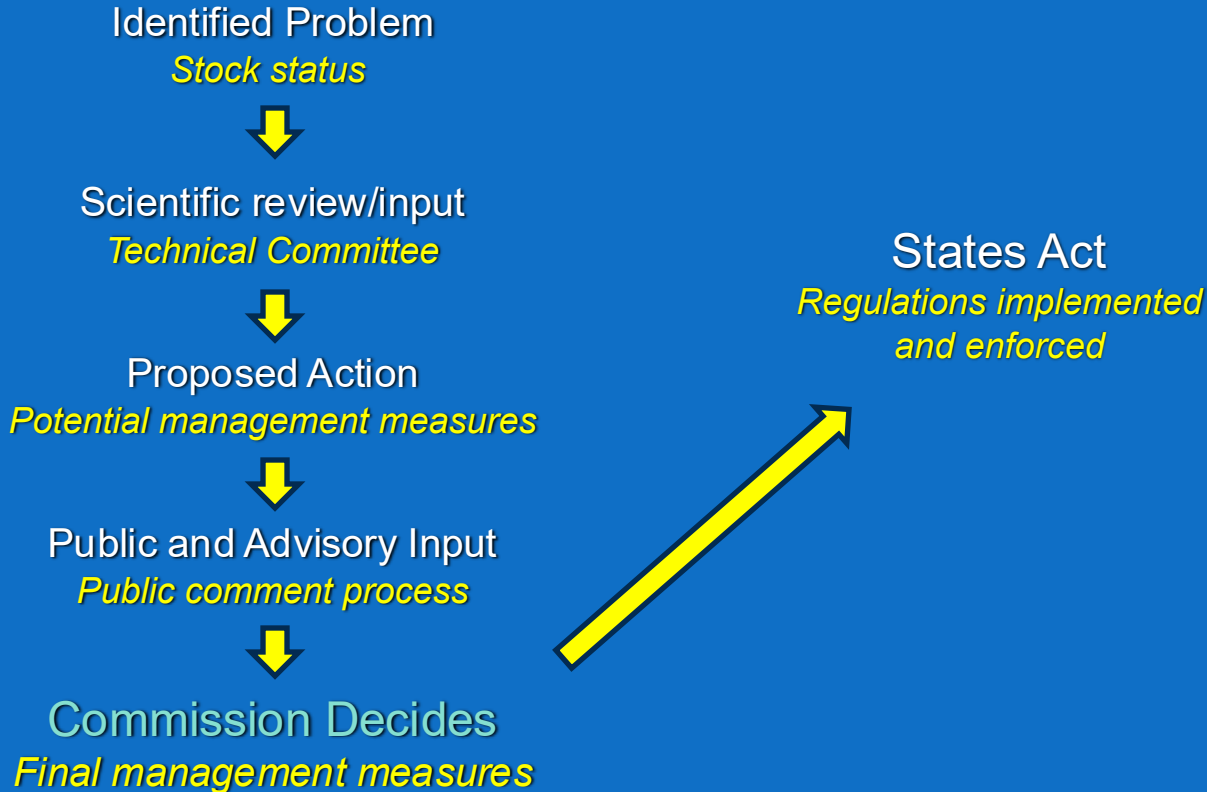 Identified Problem
Stock status
Scientific review/input
Technical Committee
Proposed Action
Potential management measures
Public and Advisory Input
Public comment process
Commission Decides
Final management measures
States Act
Regulations implemented
and enforced